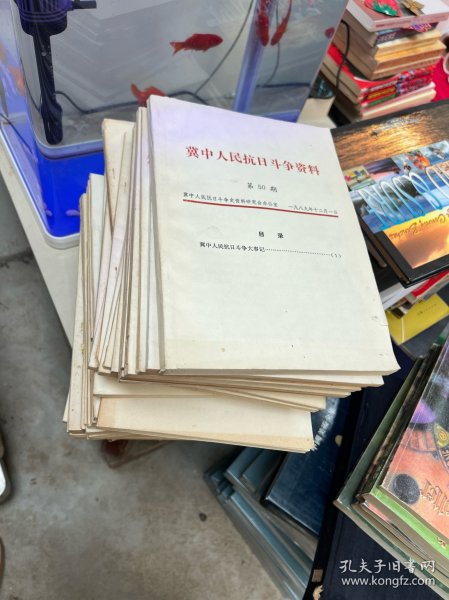 冀中人民抗日斗争资料
第50期
冀中人民抗日斗争史资料研究会办公室 一九八九年十二月一日
目录
冀中人民抗日斗争大事记……………………………(1)
孔夫子旧书网
www.kongfz.com